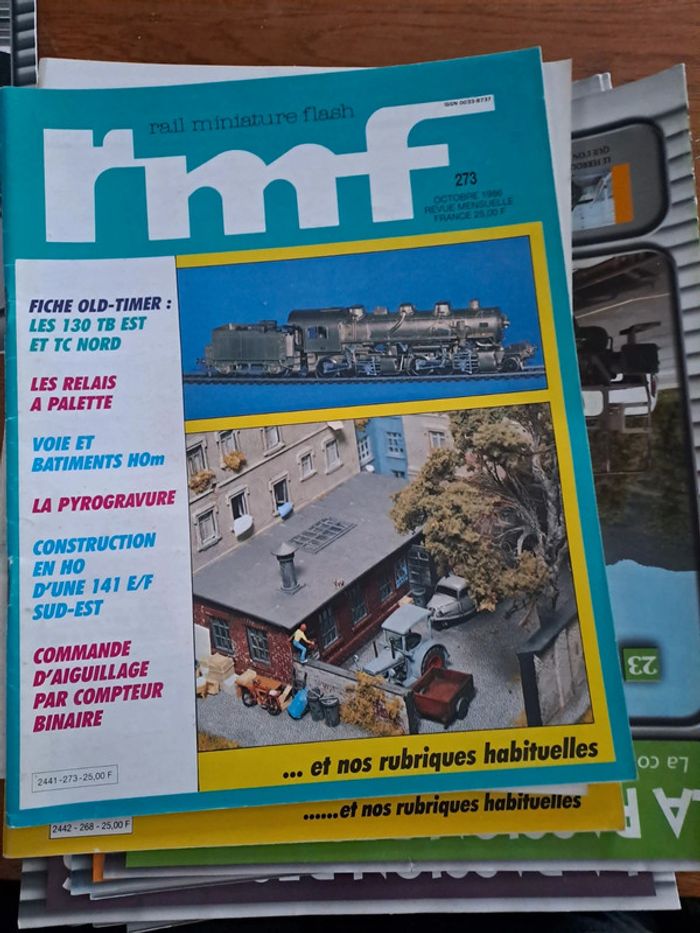 rail miniature flash
ISSN 0033-8737
rmf
273
OCTOBRE 1986
REVUE MENSUELLE
FRANCE 25,00 F
FICHE OLD-TIMER :
LES 130 TB EST
ET TC NORD
LES RELAIS
A PALETTE
VOIE ET
BATIMENTS HOm
LA PYROGRAVURE
CONSTRUCTION
EN HO
D'UNE 141 E/F
SUD-EST
COMMANDE
D'AIGUILLAGE
PAR COMPTEUR
BINAIRE
2441-273-25,00 F
... et nos rubriques habituelles
2442 - 268 - 25,00 F
......et nos rubriques habituelles
23
La co